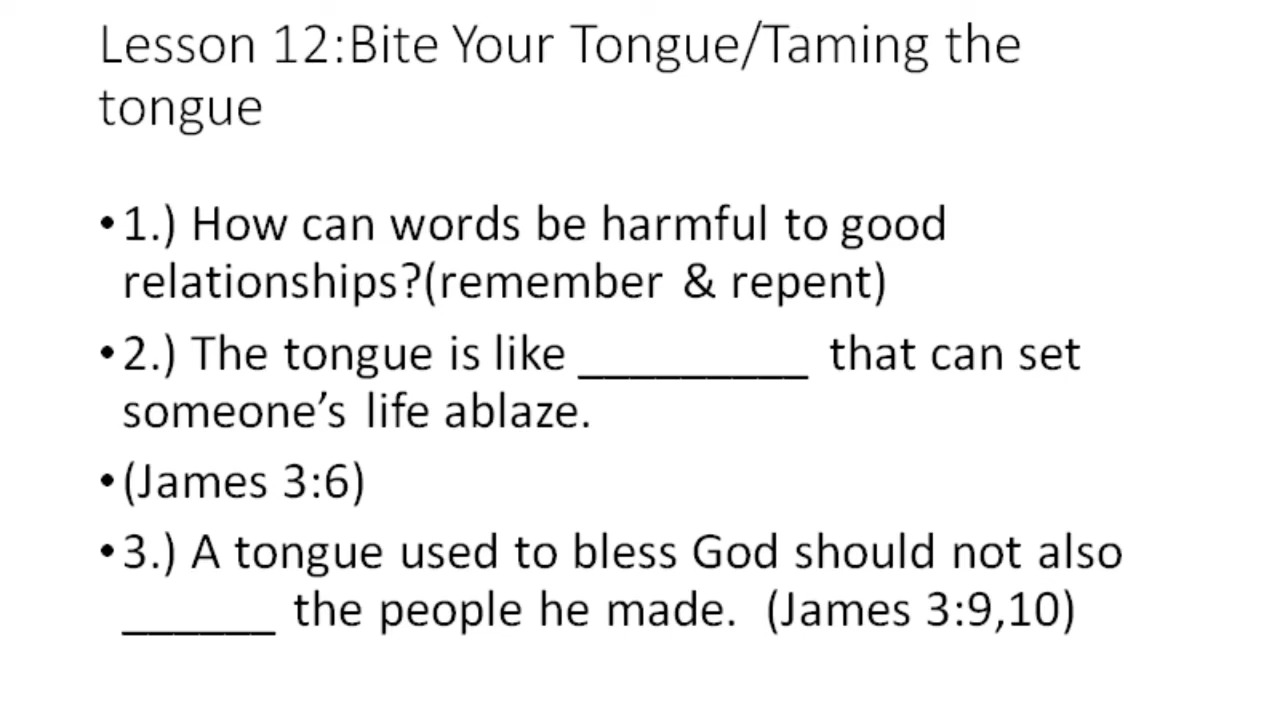 Lesson 12:Bite Your Tongue/Taming the
tongue
•1.) How can words be harmful to good
relationships?(remember & repent)
•2.) The tongue is like _________ that can set
someone’s life ablaze.
•(James 3:6)
•3.) A tongue used to bless God should not also
______ the people he made.  (James 3:9,10)